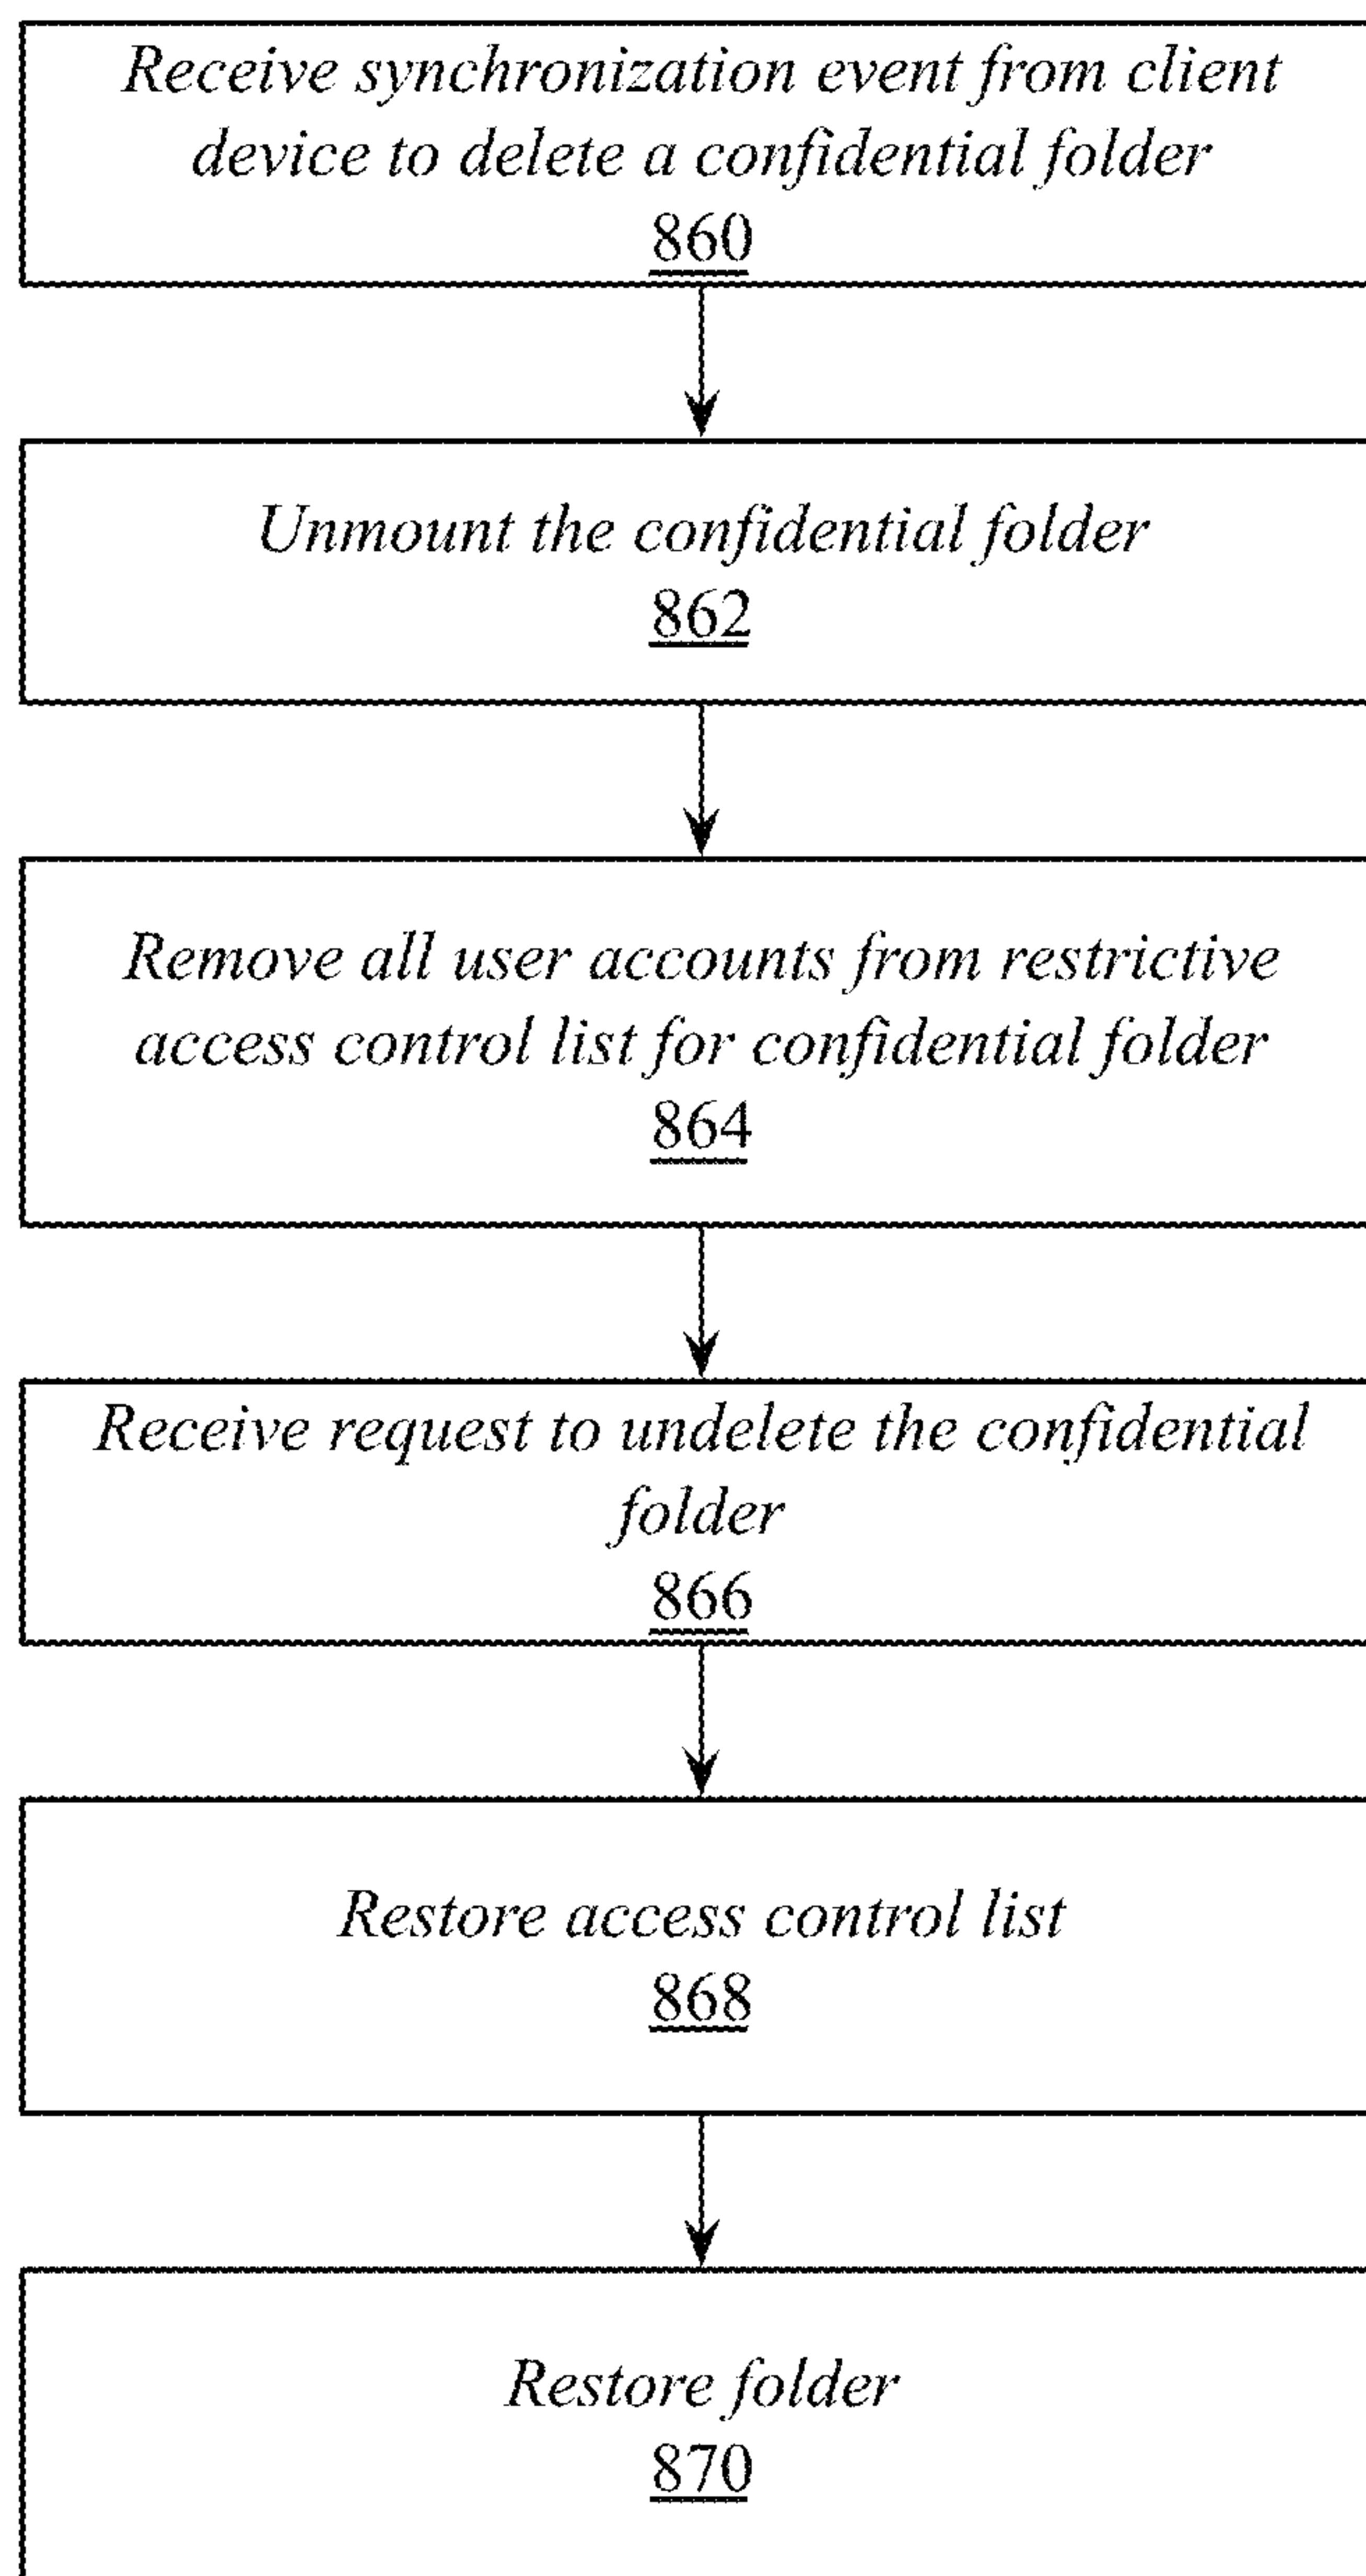 Receive synchronization event from client
device to delete a confidential folder
860
Unmount the confidential folder
862
Remove all user accounts from restrictive
access control list for confidential folder
864
Receive request to undelete the confidential
folder
866
Restore access control list
868
Restore folder
870